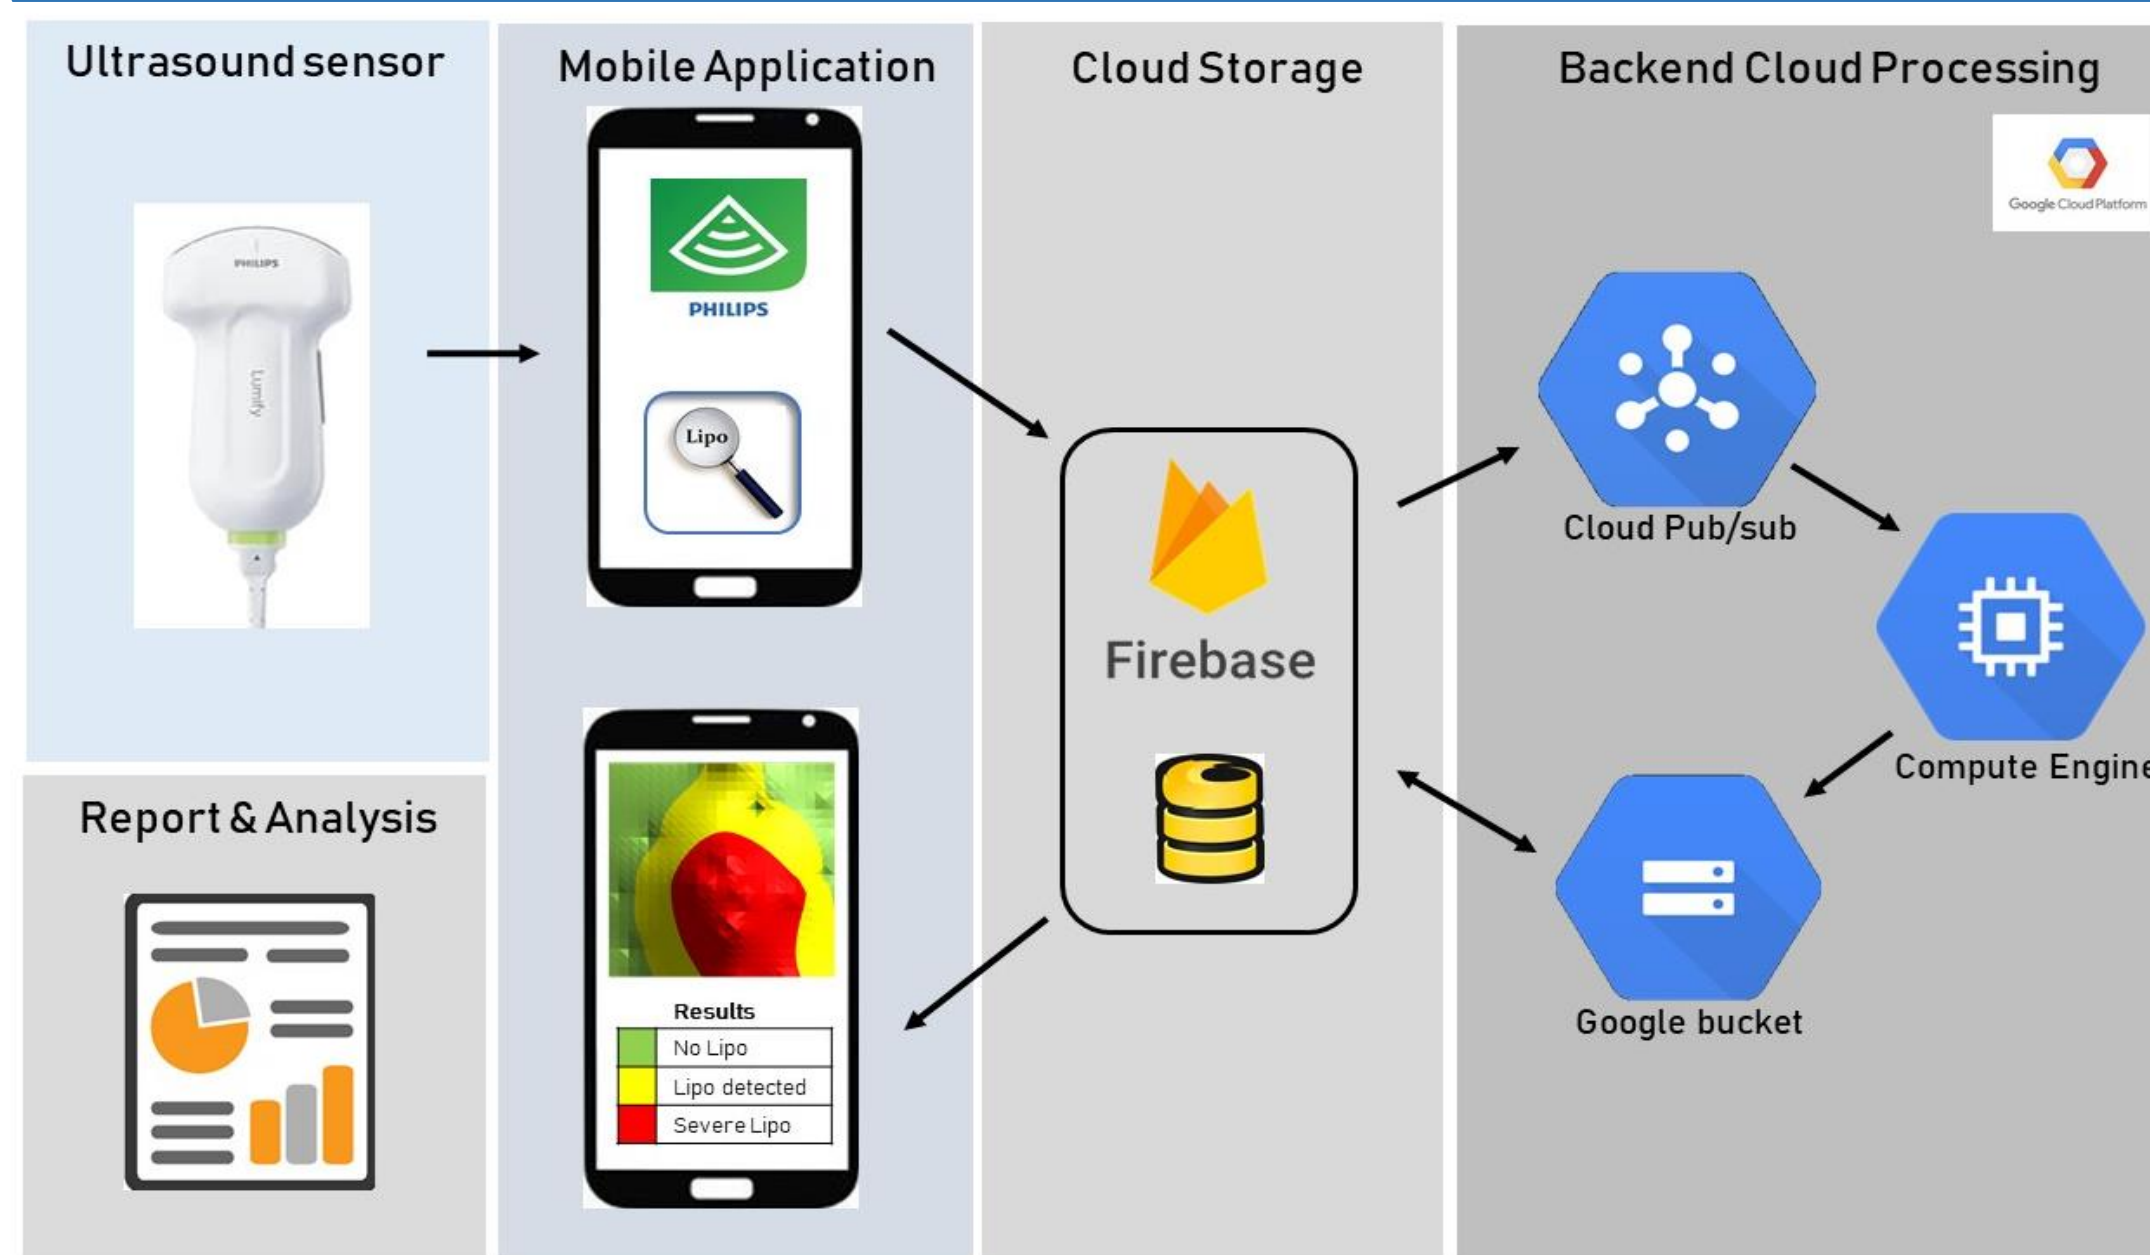 Ultrasound sensor
PHILIPS
Lumify
Report & Analysis
Mobile Application
PHILIPS
Lipo
Results
No Lipo
Lipo detected
Severe Lipo
Cloud Storage
Firebase
Backend Cloud Processing
Google Cloud Platform
Cloud Pub/sub
Compute Engine
Google bucket